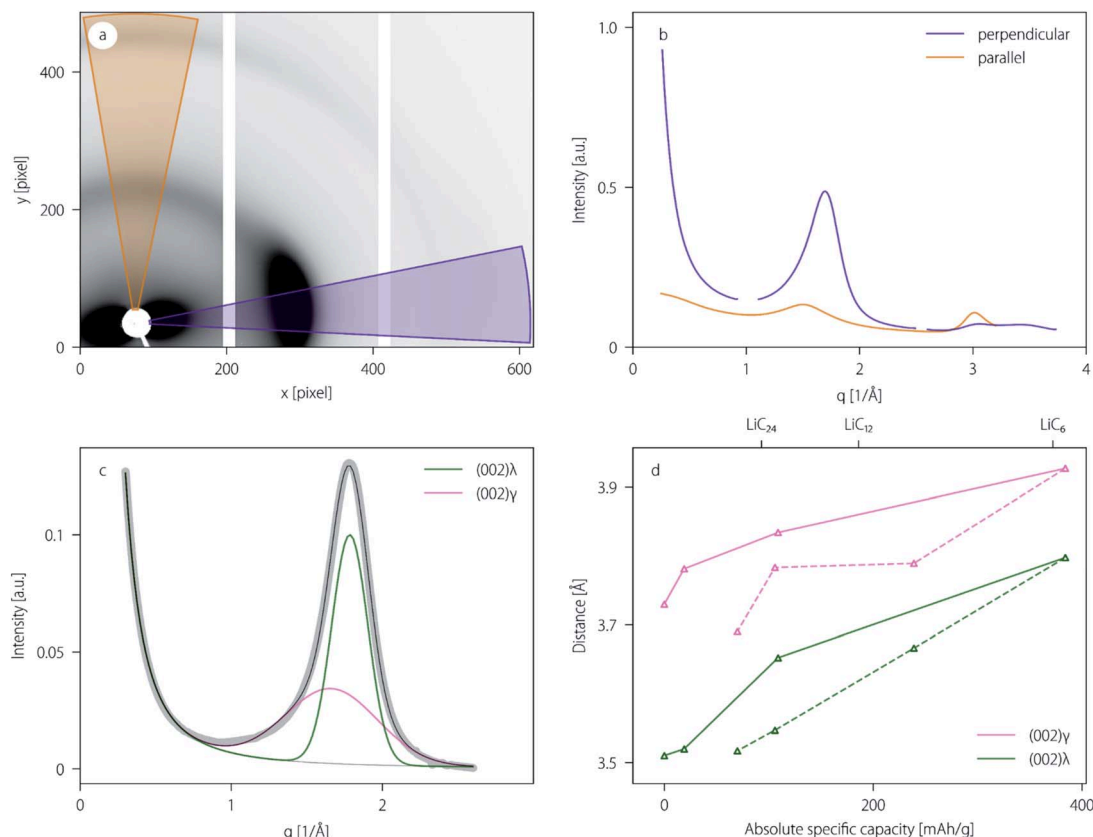 a
400
200
0
y [pixel]
0
200
400
600
x [pixel]
b
perpendicular
parallel
1.0
0.5
0.0
Intensity [a.u.]
0
1
2
3
4
q [1/Å]
c
(002)λ
(002)γ
0.1
0.05
0
Intensity [a.u.]
0
1
2
q [1/Å]
LiC₂₄
LiC₁₂
LiC₆
d
3.9
3.7
3.5
Distance [Å]
(002)γ
(002)λ
0
200
400
Absolute specific capacity [mAh/g]